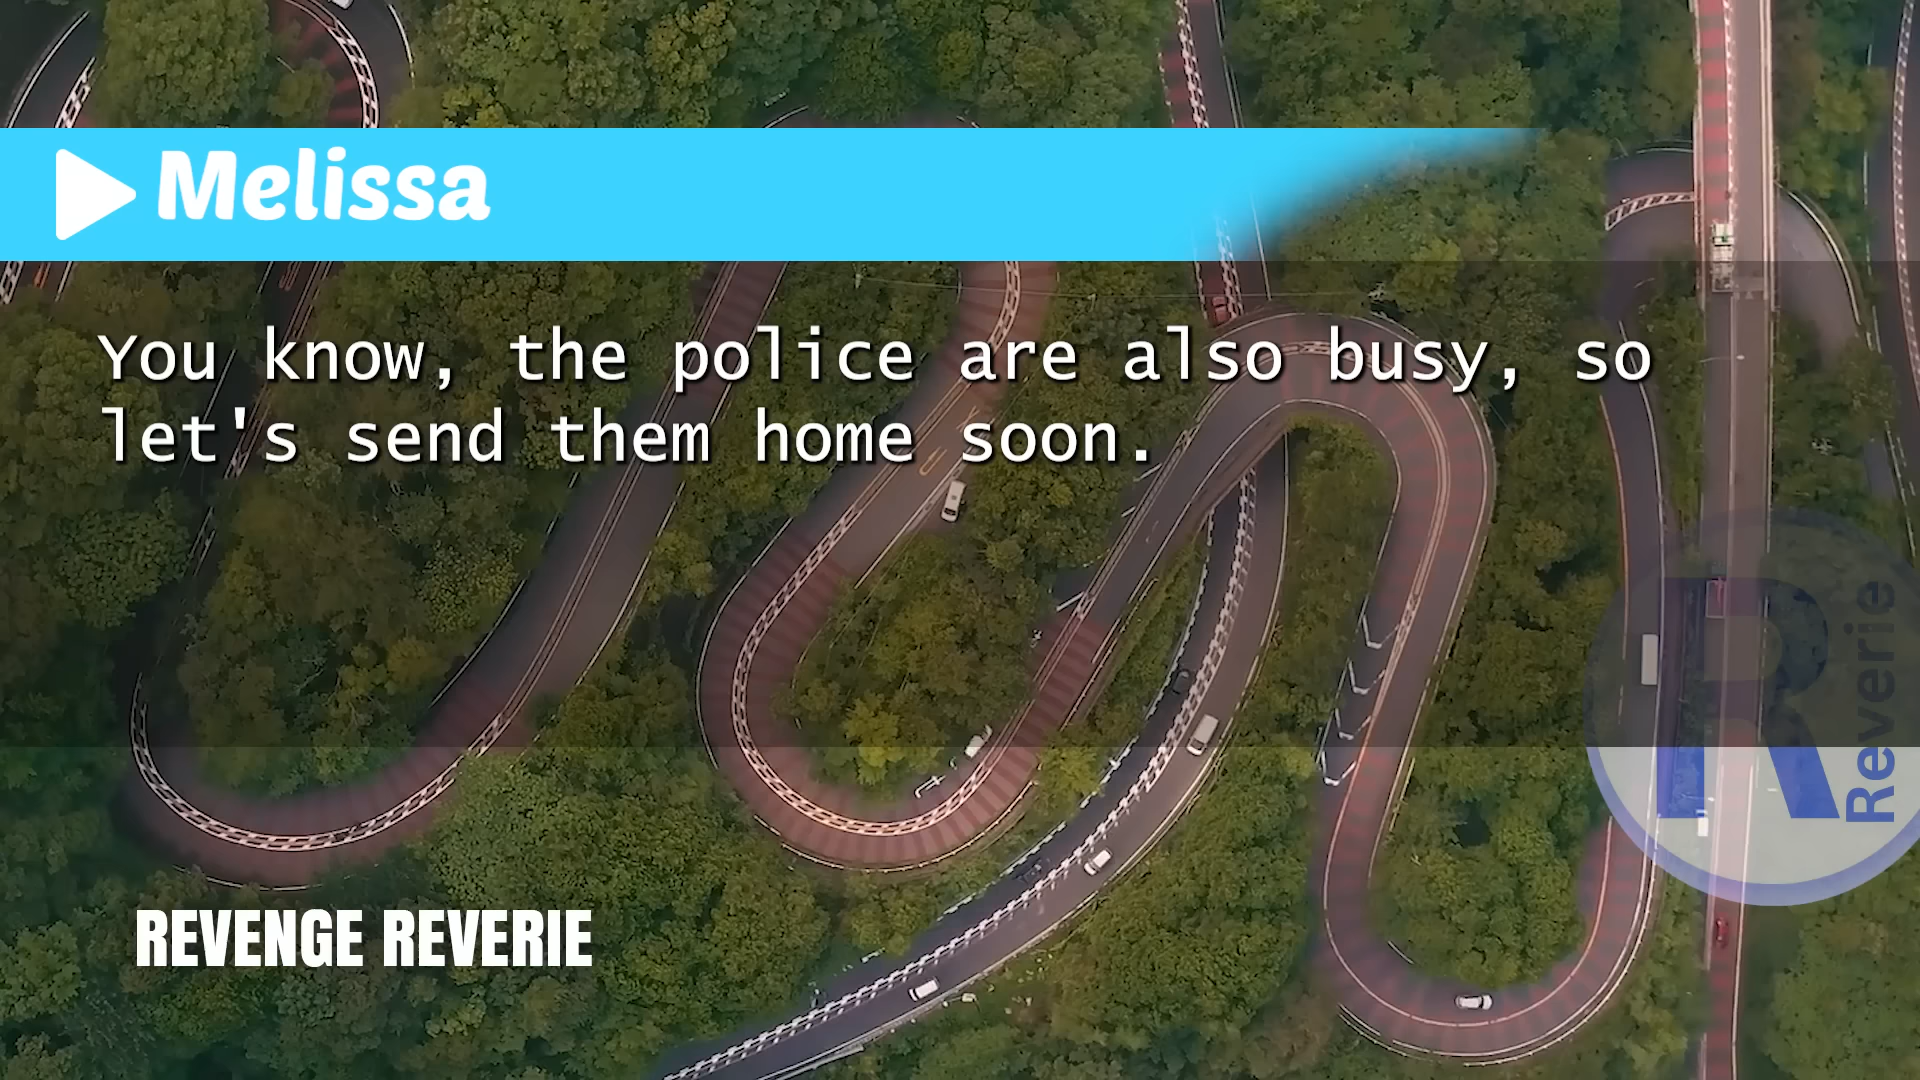 Melissa
You know, the police are also busy, so
let's send them home soon.
R
Reverie
REVENGE REVERIE